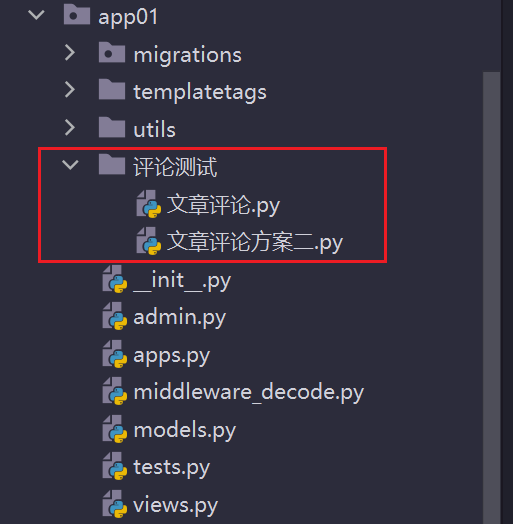 app01
migrations
templatetags
utils
评论测试
文章评论.py
文章评论方案二.py
__init__.py
admin.py
apps.py
middleware_decode.py
models.py
tests.py
views.py